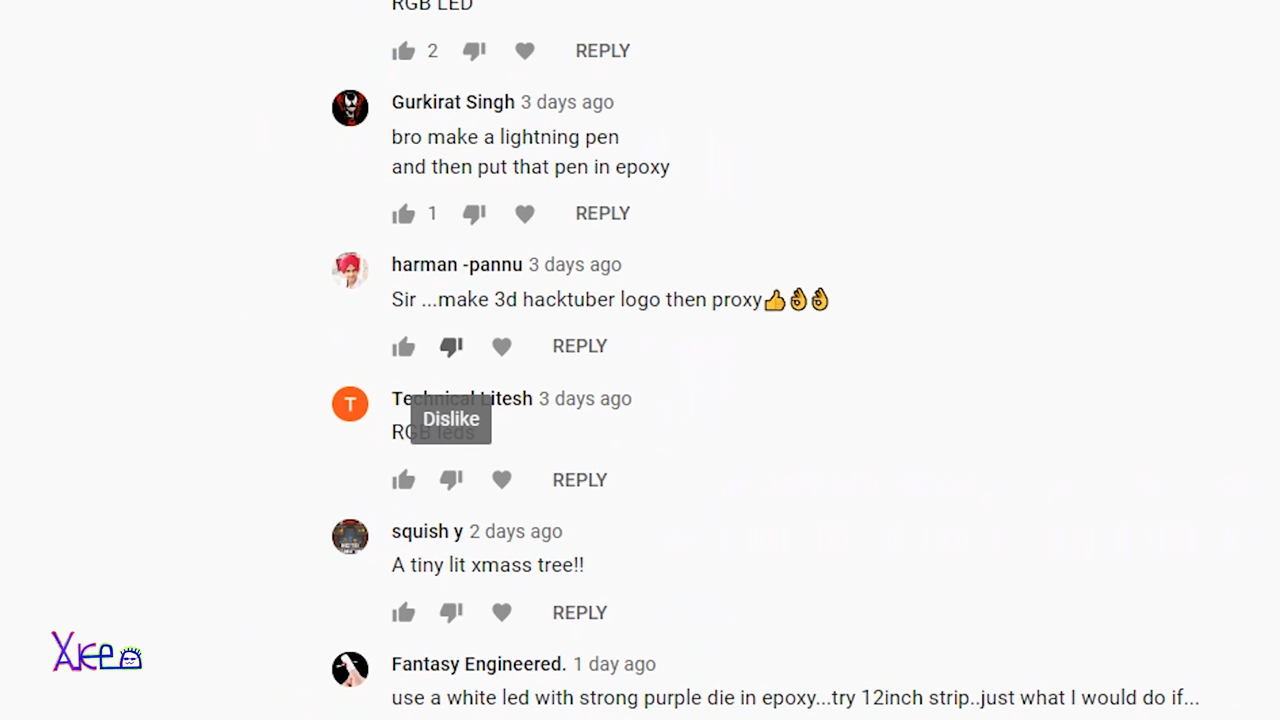 RGB LED
2 REPLY
Gurkirat Singh 3 days ago
bro make a lightning pen
and then put that pen in epoxy
1 REPLY
harman -pannu 3 days ago
Sir ...make 3d hacktuber logo then proxy👍👌👌
REPLY
T Technical Litesh 3 days ago
Dislike
RGB leds
REPLY
squish y 2 days ago
A tiny lit xmass tree!!
REPLY
Fantasy Engineered. 1 day ago
use a white led with strong purple die in epoxy...try 12inch strip..just what I would do if...